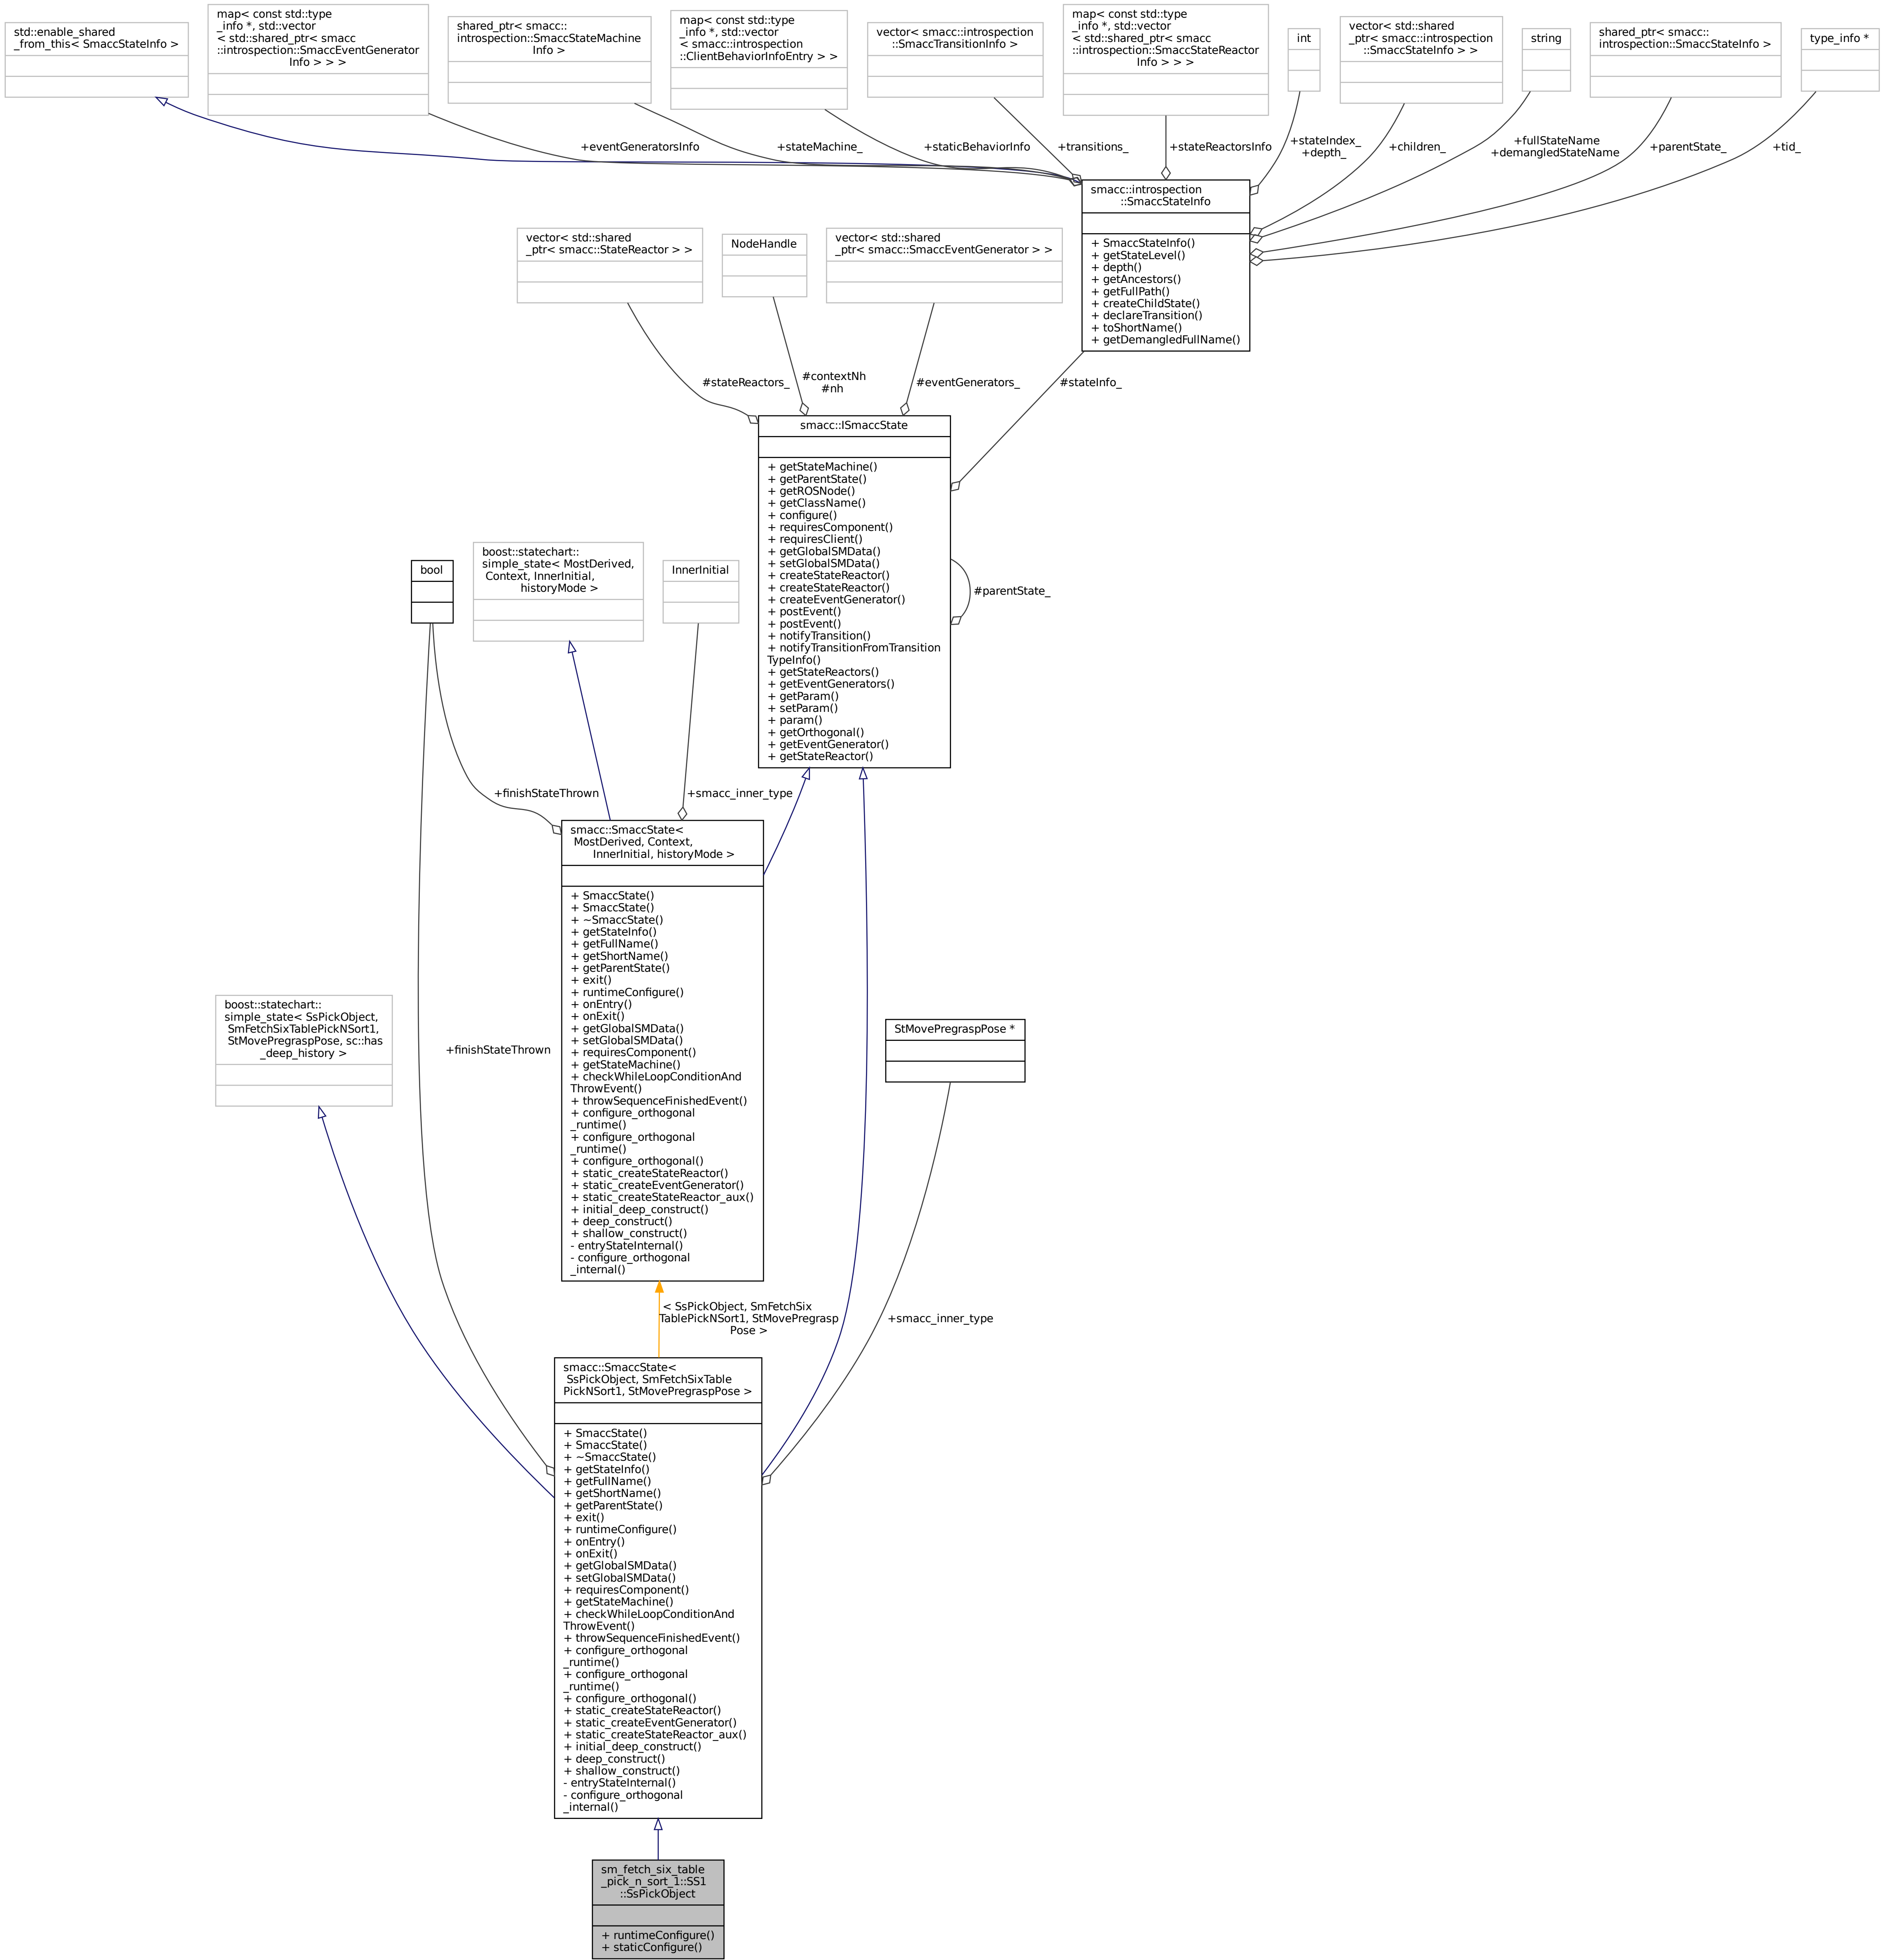 std::enable_shared
_from_this< SmaccStateInfo >
map< const std::type
_info *, std::vector
< std::shared_ptr< smacc
::introspection::SmaccEventGenerator
Info > > >
shared_ptr< smacc::
introspection::SmaccStateMachine
Info >
map< const std::type
_info *, std::vector
< smacc::introspection
::ClientBehaviorInfoEntry > >
vector< smacc::introspection
::SmaccTransitionInfo >
map< const std::type
_info *, std::vector
< std::shared_ptr< smacc
::introspection::SmaccStateReactor
Info > > >
int
vector< std::shared
_ptr< smacc::introspection
::SmaccStateInfo > >
string
shared_ptr< smacc::
introspection::SmaccStateInfo >
type_info *
+eventGeneratorsInfo
+stateMachine_
+staticBehaviorInfo
+transitions_
+stateReactorsInfo
+stateIndex_
+depth_
+children_
+fullStateName
+demangledStateName
+parentState_
+tid_
smacc::introspection
::SmaccStateInfo
+ SmaccStateInfo()
+ getStateLevel()
+ depth()
+ getAncestors()
+ getFullPath()
+ createChildState()
+ declareTransition()
+ toShortName()
+ getDemangledFullName()
vector< std::shared
_ptr< smacc::StateReactor > >
NodeHandle
vector< std::shared
_ptr< smacc::SmaccEventGenerator > >
#stateReactors_
#contextNh
#nh
#eventGenerators_
#stateInfo_
smacc::ISmaccState
+ getStateMachine()
+ getParentState()
+ getROSNode()
+ getClassName()
+ configure()
+ requiresComponent()
+ requiresClient()
+ getGlobalSMData()
+ setGlobalSMData()
+ createStateReactor()
+ createStateReactor()
+ createEventGenerator()
+ postEvent()
+ postEvent()
+ notifyTransition()
+ notifyTransitionFromTransition
TypeInfo()
+ getStateReactors()
+ getEventGenerators()
+ getParam()
+ setParam()
+ param()
+ getOrthogonal()
+ getEventGenerator()
+ getStateReactor()
#parentState_
bool
boost::statechart::
simple_state< MostDerived,
Context, InnerInitial,
historyMode >
InnerInitial
+finishStateThrown
+smacc_inner_type
smacc::SmaccState<
MostDerived, Context,
InnerInitial, historyMode >
+ SmaccState()
+ SmaccState()
+ ~SmaccState()
+ getStateInfo()
+ getFullName()
+ getShortName()
+ getParentState()
+ exit()
+ runtimeConfigure()
+ onEntry()
+ onExit()
+ getGlobalSMData()
+ setGlobalSMData()
+ requiresComponent()
+ getStateMachine()
+ checkWhileLoopConditionAnd
ThrowEvent()
+ throwSequenceFinishedEvent()
+ configure_orthogonal
_runtime()
+ configure_orthogonal
_runtime()
+ configure_orthogonal()
+ static_createStateReactor()
+ static_createEventGenerator()
+ static_createStateReactor_aux()
+ initial_deep_construct()
+ deep_construct()
+ shallow_construct()
- entryStateInternal()
- configure_orthogonal
_internal()
boost::statechart::
simple_state< SsPickObject,
SmFetchSixTablePickNSort1,
StMovePregraspPose, sc::has
_deep_history >
+finishStateThrown
StMovePregraspPose *
< SsPickObject, SmFetchSix
TablePickNSort1, StMovePregrasp
Pose >
+smacc_inner_type
smacc::SmaccState<
SsPickObject, SmFetchSixTable
PickNSort1, StMovePregraspPose >
+ SmaccState()
+ SmaccState()
+ ~SmaccState()
+ getStateInfo()
+ getFullName()
+ getShortName()
+ getParentState()
+ exit()
+ runtimeConfigure()
+ onEntry()
+ onExit()
+ getGlobalSMData()
+ setGlobalSMData()
+ requiresComponent()
+ getStateMachine()
+ checkWhileLoopConditionAnd
ThrowEvent()
+ throwSequenceFinishedEvent()
+ configure_orthogonal
_runtime()
+ configure_orthogonal
_runtime()
+ configure_orthogonal()
+ static_createStateReactor()
+ static_createEventGenerator()
+ static_createStateReactor_aux()
+ initial_deep_construct()
+ deep_construct()
+ shallow_construct()
- entryStateInternal()
- configure_orthogonal
_internal()
sm_fetch_six_table
_pick_n_sort_1::SS1
::SsPickObject
+ runtimeConfigure()
+ staticConfigure()